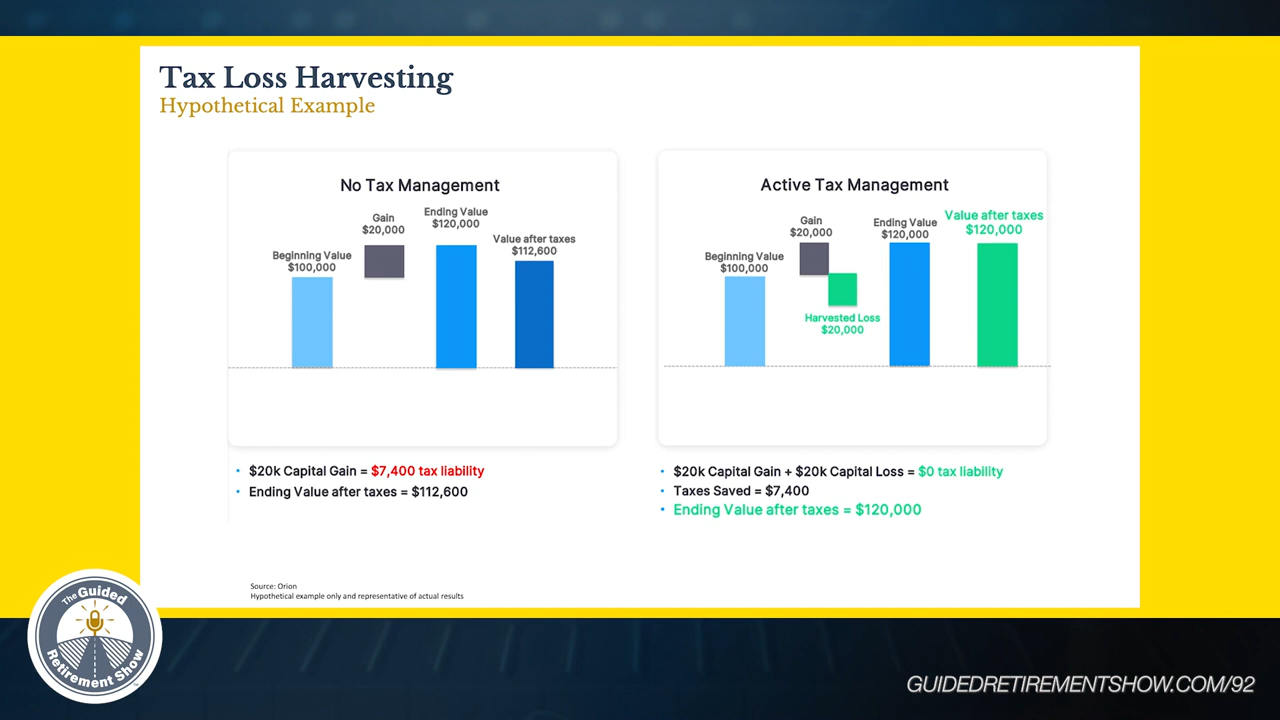 Tax Loss Harvesting
Hypothetical Example
No Tax Management
Beginning Value
$100,000
Gain
$20,000
Ending Value
$120,000
Value after taxes
$112,600
• $20k Capital Gain = $7,400 tax liability
• Ending Value after taxes = $112,600
Active Tax Management
Beginning Value
$100,000
Gain
$20,000
Harvested Loss
$20,000
Ending Value
$120,000
Value after taxes
$120,000
• $20k Capital Gain + $20k Capital Loss = $0 tax liability
• Taxes Saved = $7,400
• Ending Value after taxes = $120,000
Source: Orion
Hypothetical example only and representative of actual results
The Guided
Retirement Show
GUIDEDRETIREMENTSHOW.COM/92